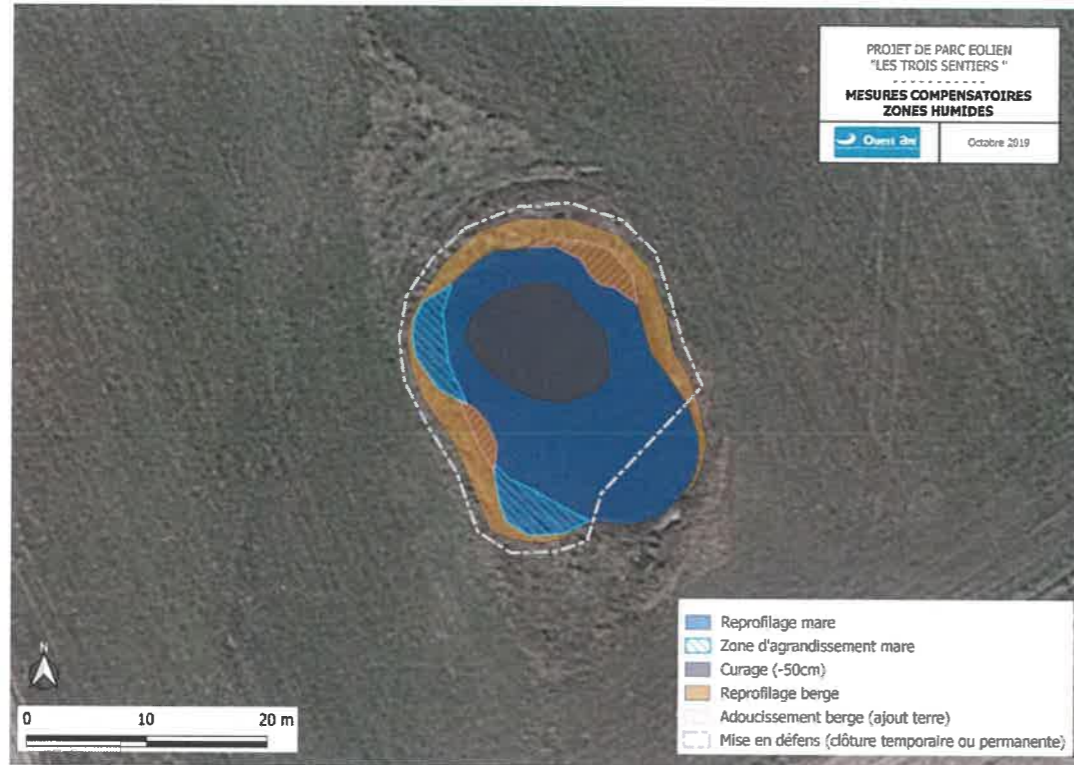 PROJET DE PARC EOLIEN
"LES TROIS SENTIERS "
- - - - - - - - - - -
MESURES COMPENSATOIRES
ZONES HUMIDES
Ouest Am'
Octobre 2019
Reprofilage mare
Zone d'agrandissement mare
Curage (-50cm)
Reprofilage berge
Adoucissement berge (ajout terre)
Mise en défens (clôture temporaire ou permanente)
N
0 10 20 m